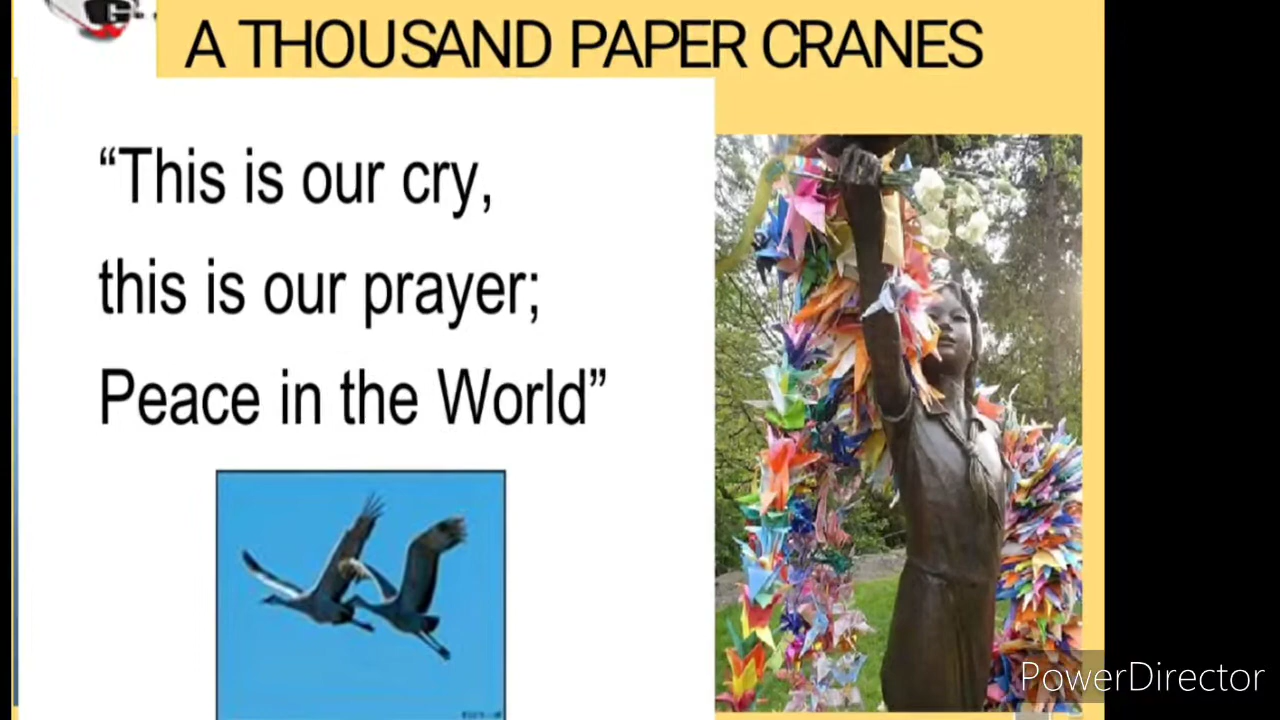 A THOUSAND PAPER CRANES
“This is our cry,
this is our prayer;
Peace in the World”
PowerDirector